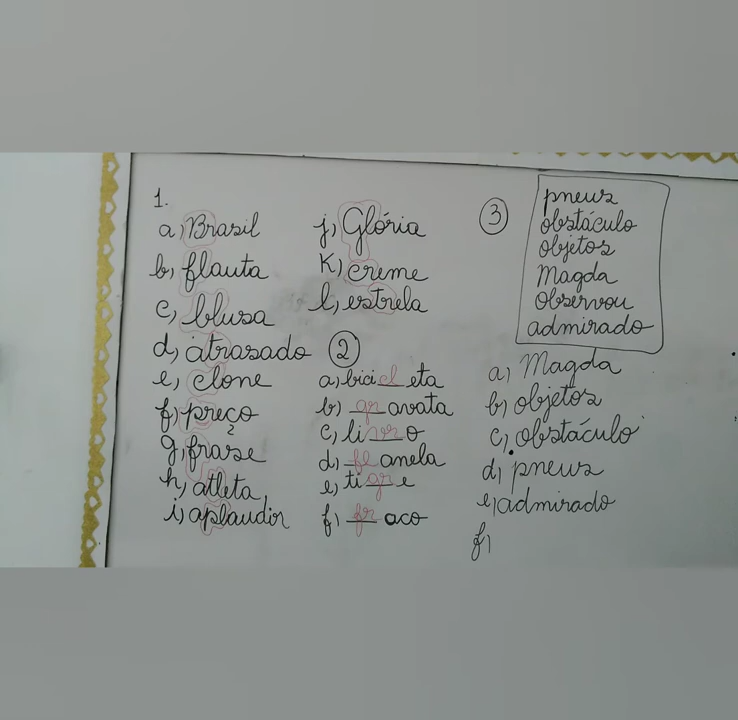 1.
a) Brasil
b) flauta
c) blusa
d) atrasado
e) clone
f) preço
g) frase
h) atleta
i) aplaudir
j) Glória
K) creme
l) estrela
2
a) bicicleta
b) gravata
c) livro
d) flanela
e) tigre
f) fraco
3
pneus
obstáculo
objetos
Magda
observou
admirado
a) Magda
b) objetos
c) obstáculo
d) pneus
e) admirado
f)